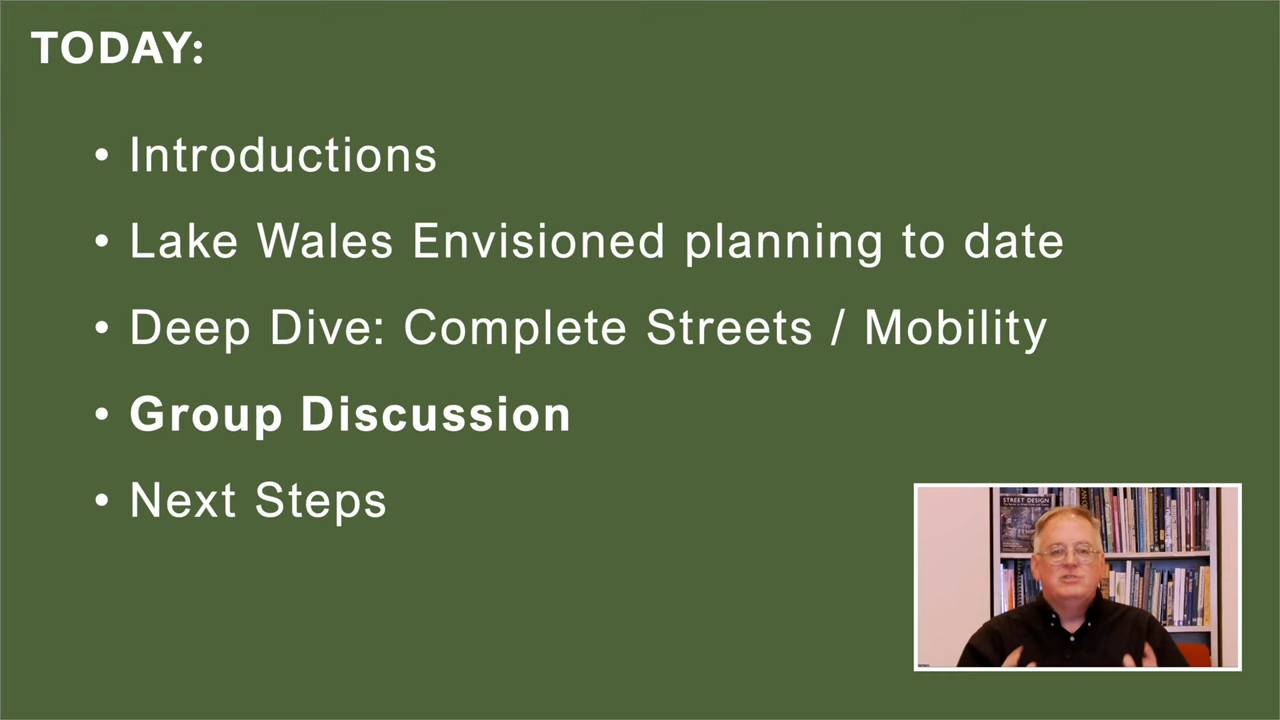 TODAY:
• Introductions
• Lake Wales Envisioned planning to date
• Deep Dive: Complete Streets / Mobility
• Group Discussion
• Next Steps
STREET DESIGN